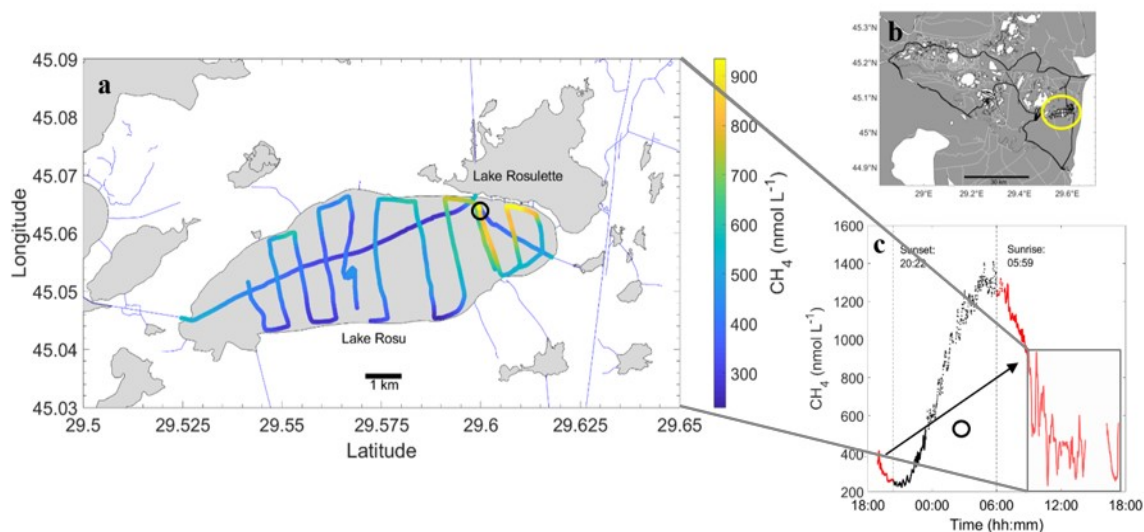 a
45.09
45.08
45.07
45.06
45.05
45.04
45.03
Longitude
29.5
29.525
29.55
29.575
29.6
29.625
29.65
Latitude
Lake Rosulette
Lake Rosu
1 km
900
800
700
600
500
400
300
CH₄ (nmol L⁻¹)
b
45.3°N
45.2°N
45.1°N
45°N
44.9°N
29°E
29.2°E
29.4°E
29.6°E
c
1600
1400
1200
1000
800
600
400
200
CH₄ (nmol L⁻¹)
Sunset:
20:22
Sunrise:
05:59
18:00
00:00
06:00
12:00
18:00
Time (hh:mm)